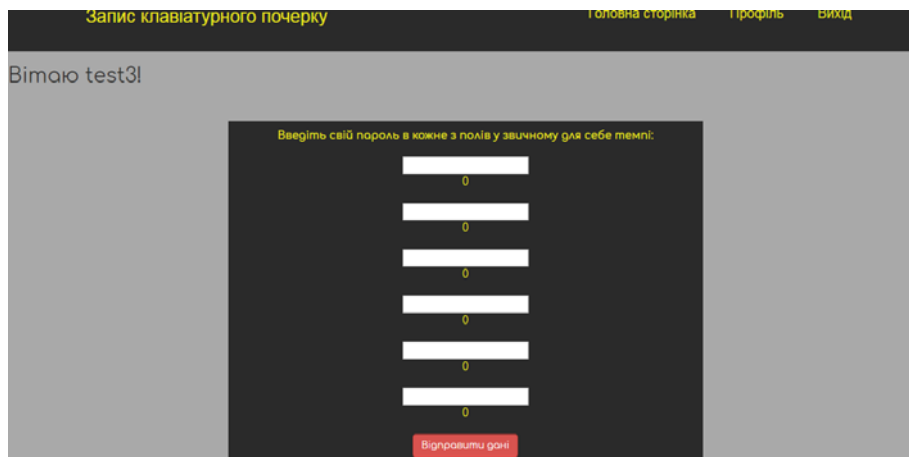 Запис клавіатурного почерку Головна сторінка Профіль Вихід
Вітаю test3!
Введіть свій пароль в кожне з полів у звичному для себе темпі:
0
0
0
0
0
0
Відправити дані